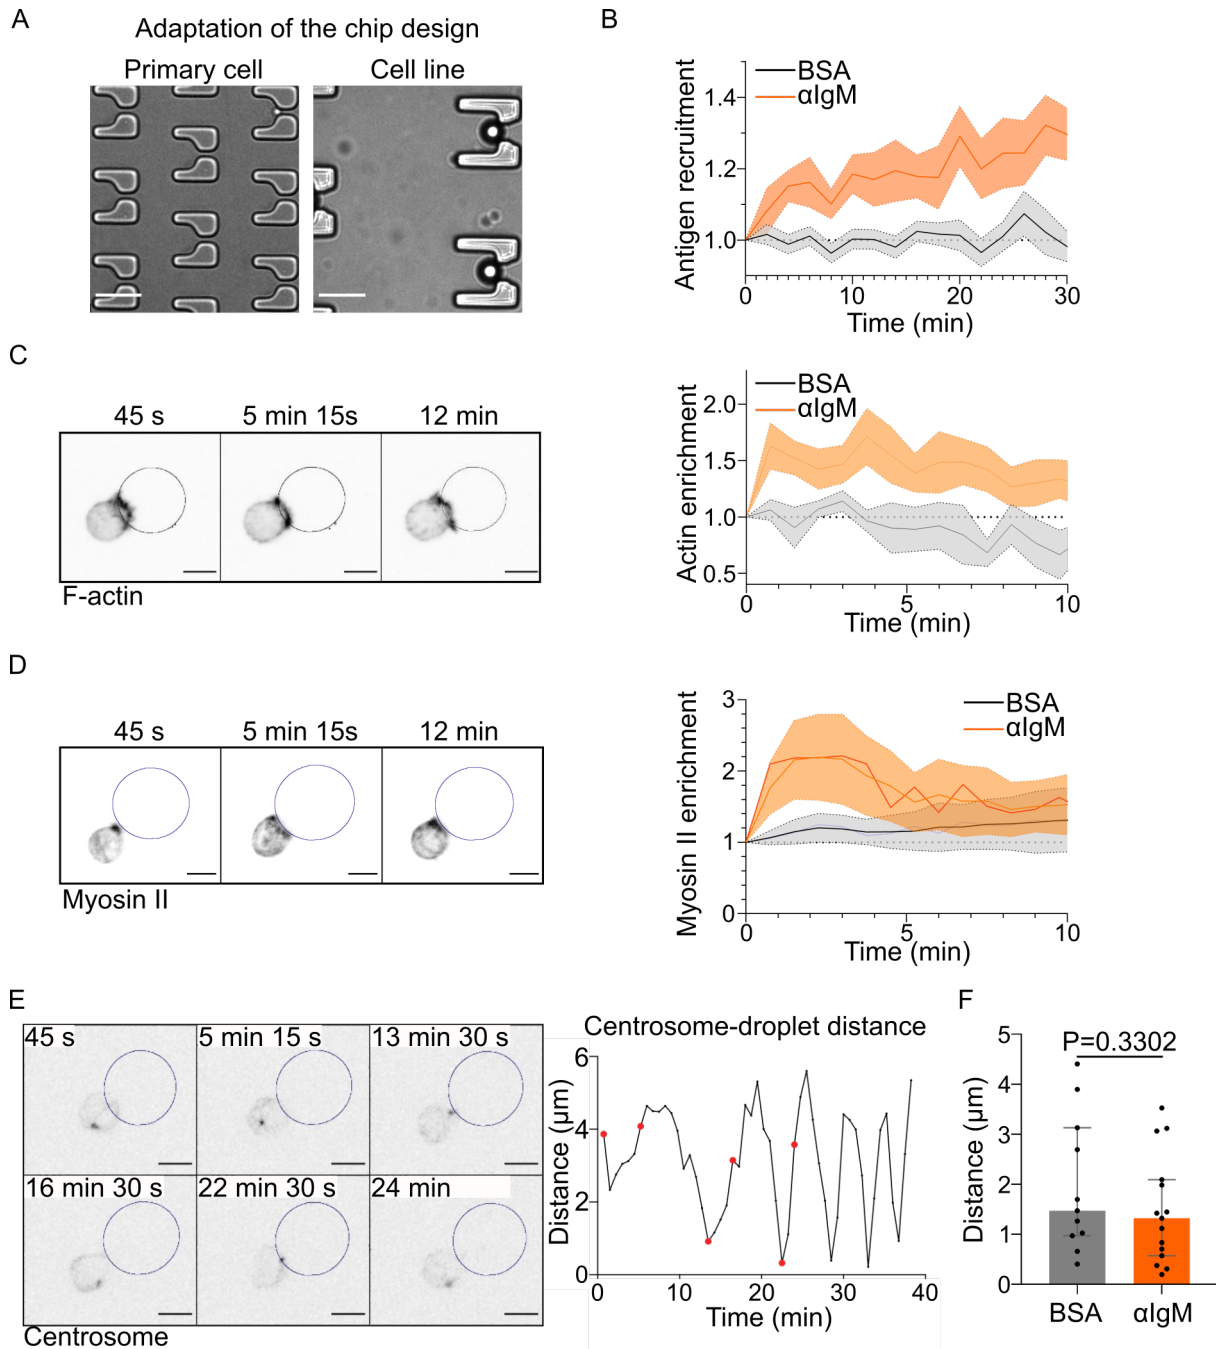 A
Adaptation of the chip design
Primary cell
Cell line
B
BSA
αIgM
Antigen recruitment
1.4
1.2
1.0
0
10
20
30
Time (min)
C
45 s
5 min 15s
12 min
F-actin
BSA
αIgM
Actin enrichment
2.0
1.5
1.0
0.5
0
5
10
Time (min)
D
45 s
5 min 15s
12 min
Myosin II
BSA
αIgM
Myosin II enrichment
3
2
1
0
0
5
10
Time (min)
E
45 s
5 min 15 s
13 min 30 s
16 min 30 s
22 min 30 s
24 min
Centrosome
Centrosome-droplet distance
Distance (μm)
6
4
2
0
0
10
20
30
40
Time (min)
F
P=0.3302
Distance (μm)
5
4
3
2
1
0
BSA
αIgM